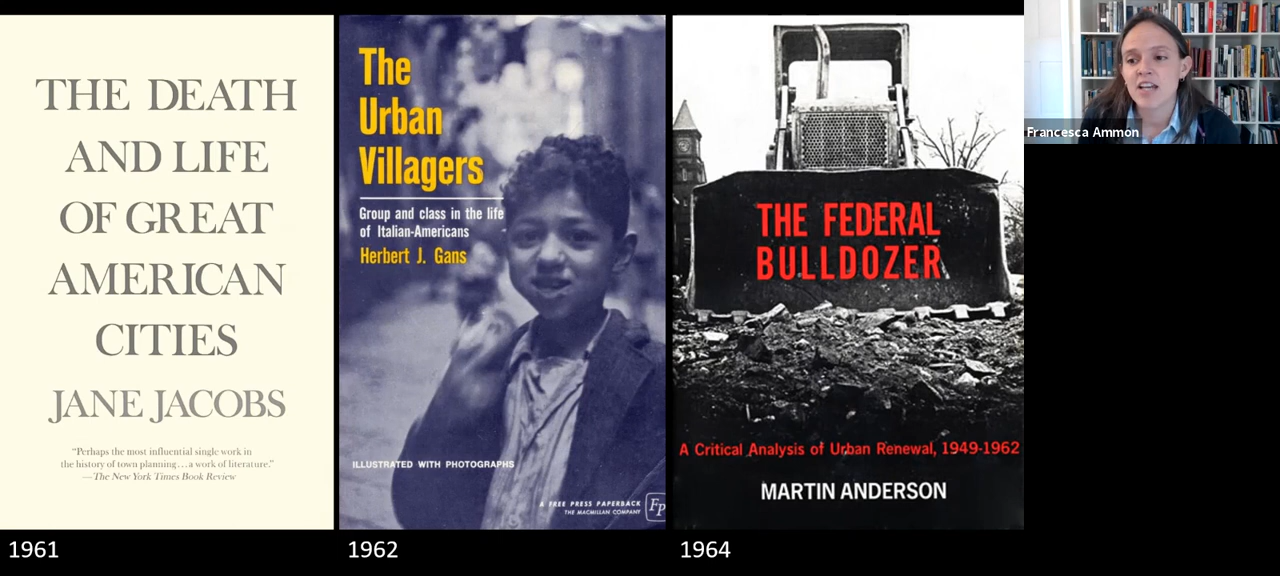 THE DEATH
AND LIFE
OF GREAT
AMERICAN
CITIES
JANE JACOBS
“Perhaps the most influential single work in
the history of town planning...a work of literature.”
—The New York Times Book Review
1961
The
Urban
Villagers
Group and class in the life
of Italian-Americans
Herbert J. Gans
ILLUSTRATED WITH PHOTOGRAPHS
A FREE PRESS PAPERBACK
THE MACMILLAN COMPANY
FP
1962
THE FEDERAL
BULLDOZER
A Critical Analysis of Urban Renewal, 1949-1962
MARTIN ANDERSON
1964
Francesca Ammon